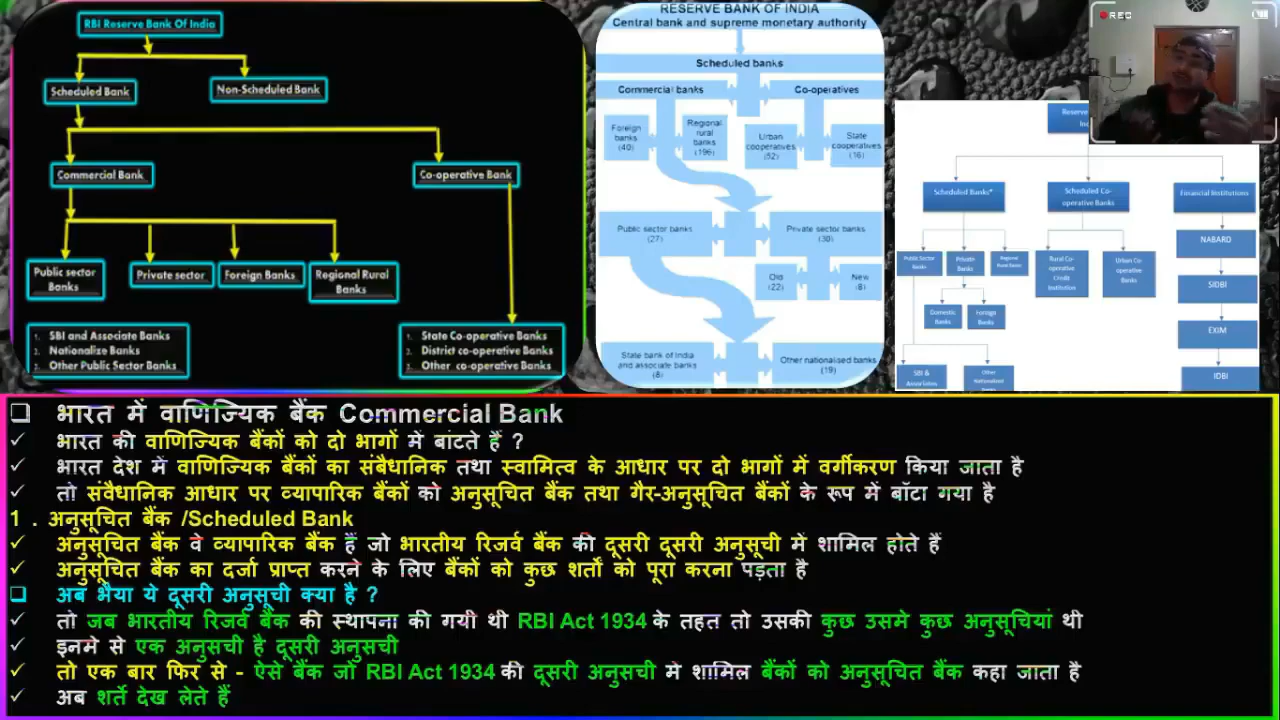 RBI Reserve Bank Of India
Scheduled Bank
Non-Scheduled Bank
Commercial Bank
Co-operative Bank
Public sector
Banks
Private sector
Foreign Banks
Regional Rural
Banks
1. SBI and Associate Banks
2. Nationalize Banks
3. Other Public Sector Banks
1. State Co-operative Banks
2. District co-operative Banks
3. Other co-operative Banks
RESERVE BANK OF INDIA
Central bank and supreme monetary authority
Scheduled banks
Commercial banks
Co-operatives
Foreign
banks
(40)
Regional
rural
banks
(196)
Urban
cooperatives
(52)
State
cooperatives
(16)
Public sector banks
(27)
Private sector banks
(30)
Old
(22)
New
(8)
State bank of India
and associate banks
(8)
Other nationalised banks
(19)
REC
Reserve
Scheduled Banks*
Scheduled Co-
operative Banks
Financial Institutions
Public Sector
Banks
Private
Banks
Regional
Rural Banks
Rural Co-
operative
Credit
Institution
Urban Co-
operative
Banks
Domestic
Banks
Foreign
Banks
SBI &
Associates
Other
Nationalized
NABARD
SIDBI
EXIM
IDBI
❑ भारत में वाणिज्यिक बैंक Commercial Bank
✓ भारत की वाणिज्यिक बैंकों को दो भागों में बांटते हैं ?
✓ भारत देश में वाणिज्यिक बैंकों का संबैधानिक तथा स्वामित्व के आधार पर दो भागों में वर्गीकरण किया जाता है
✓ तो संवैधानिक आधार पर व्यापारिक बैंकों को अनुसूचित बैंक तथा गैर-अनुसूचित बैंकों के रूप में बॉटा गया है
1 . अनुसूचित बैंक /Scheduled Bank
✓ अनुसूचित बैंक वे व्यापारिक बैंक हैं जो भारतीय रिजर्व बैंक की दूसरी दूसरी अनुसूची में शामिल होते हैं
✓ अनुसूचित बैंक का दर्जा प्राप्त करने के लिए बैंकों को कुछ शर्तों को पूरा करना पड़ता है
❑ अब भैया ये दूसरी अनुसूची क्या है ?
✓ तो जब भारतीय रिजर्व बैंक की स्थापना की गयी थी RBI Act 1934 के तहत तो उसकी कुछ उसमे कुछ अनुसूचियां थी
✓ इनमे से एक अनुसची है दूसरी अनुसची
✓ तो एक बार फिर से - ऐसे बैंक जो RBI Act 1934 की दूसरी अनुसची मे शामिल बैंकों को अनुसूचित बैंक कहा जाता है
✓ अब शर्ते देख लेते हैं